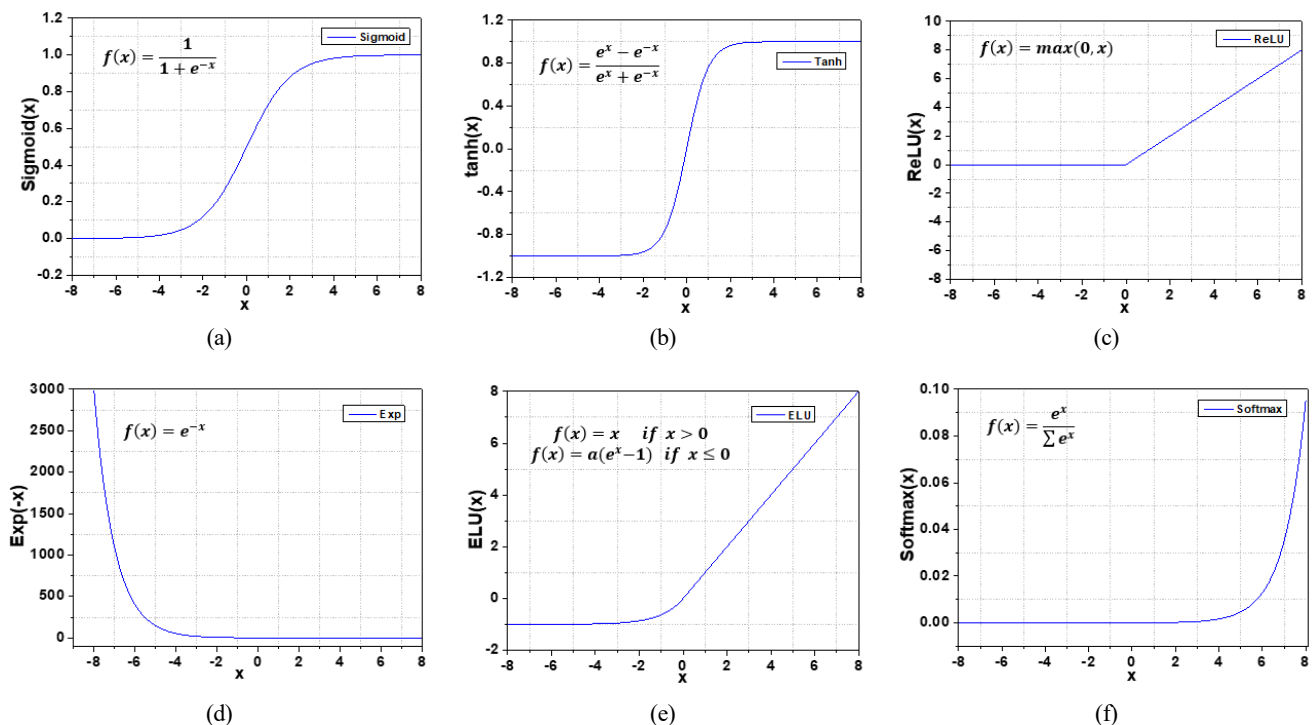 1.2
1.0
0.8
0.6
0.4
0.2
0.0
-0.2
Sigmoid(x)
f(x) = 1 / (1 + e^{-x})
Sigmoid
-8 -6 -4 -2 0 2 4 6 8
x
(a)
1.2
0.8
0.4
0.0
-0.4
-0.8
-1.2
tanh(x)
f(x) = (e^x − e^{-x}) / (e^x + e^{-x})
Tanh
-8 -6 -4 -2 0 2 4 6 8
x
(b)
10
8
6
4
2
0
-2
-4
-6
-8
ReLU(x)
f(x) = max(0, x)
ReLU
-8 -6 -4 -2 0 2 4 6 8
x
(c)
3000
2500
2000
1500
1000
500
0
Exp(-x)
f(x) = e^{-x}
Exp
-8 -6 -4 -2 0 2 4 6 8
x
(d)
8
6
4
2
0
-2
ELU(x)
f(x) = x if x > 0
f(x) = a(e^x−1) if x ≤ 0
ELU
-8 -6 -4 -2 0 2 4 6 8
x
(e)
0.10
0.08
0.06
0.04
0.02
0.00
Softmax(x)
f(x) = e^x / ∑ e^x
Softmax
-8 -6 -4 -2 0 2 4 6 8
x
(f)